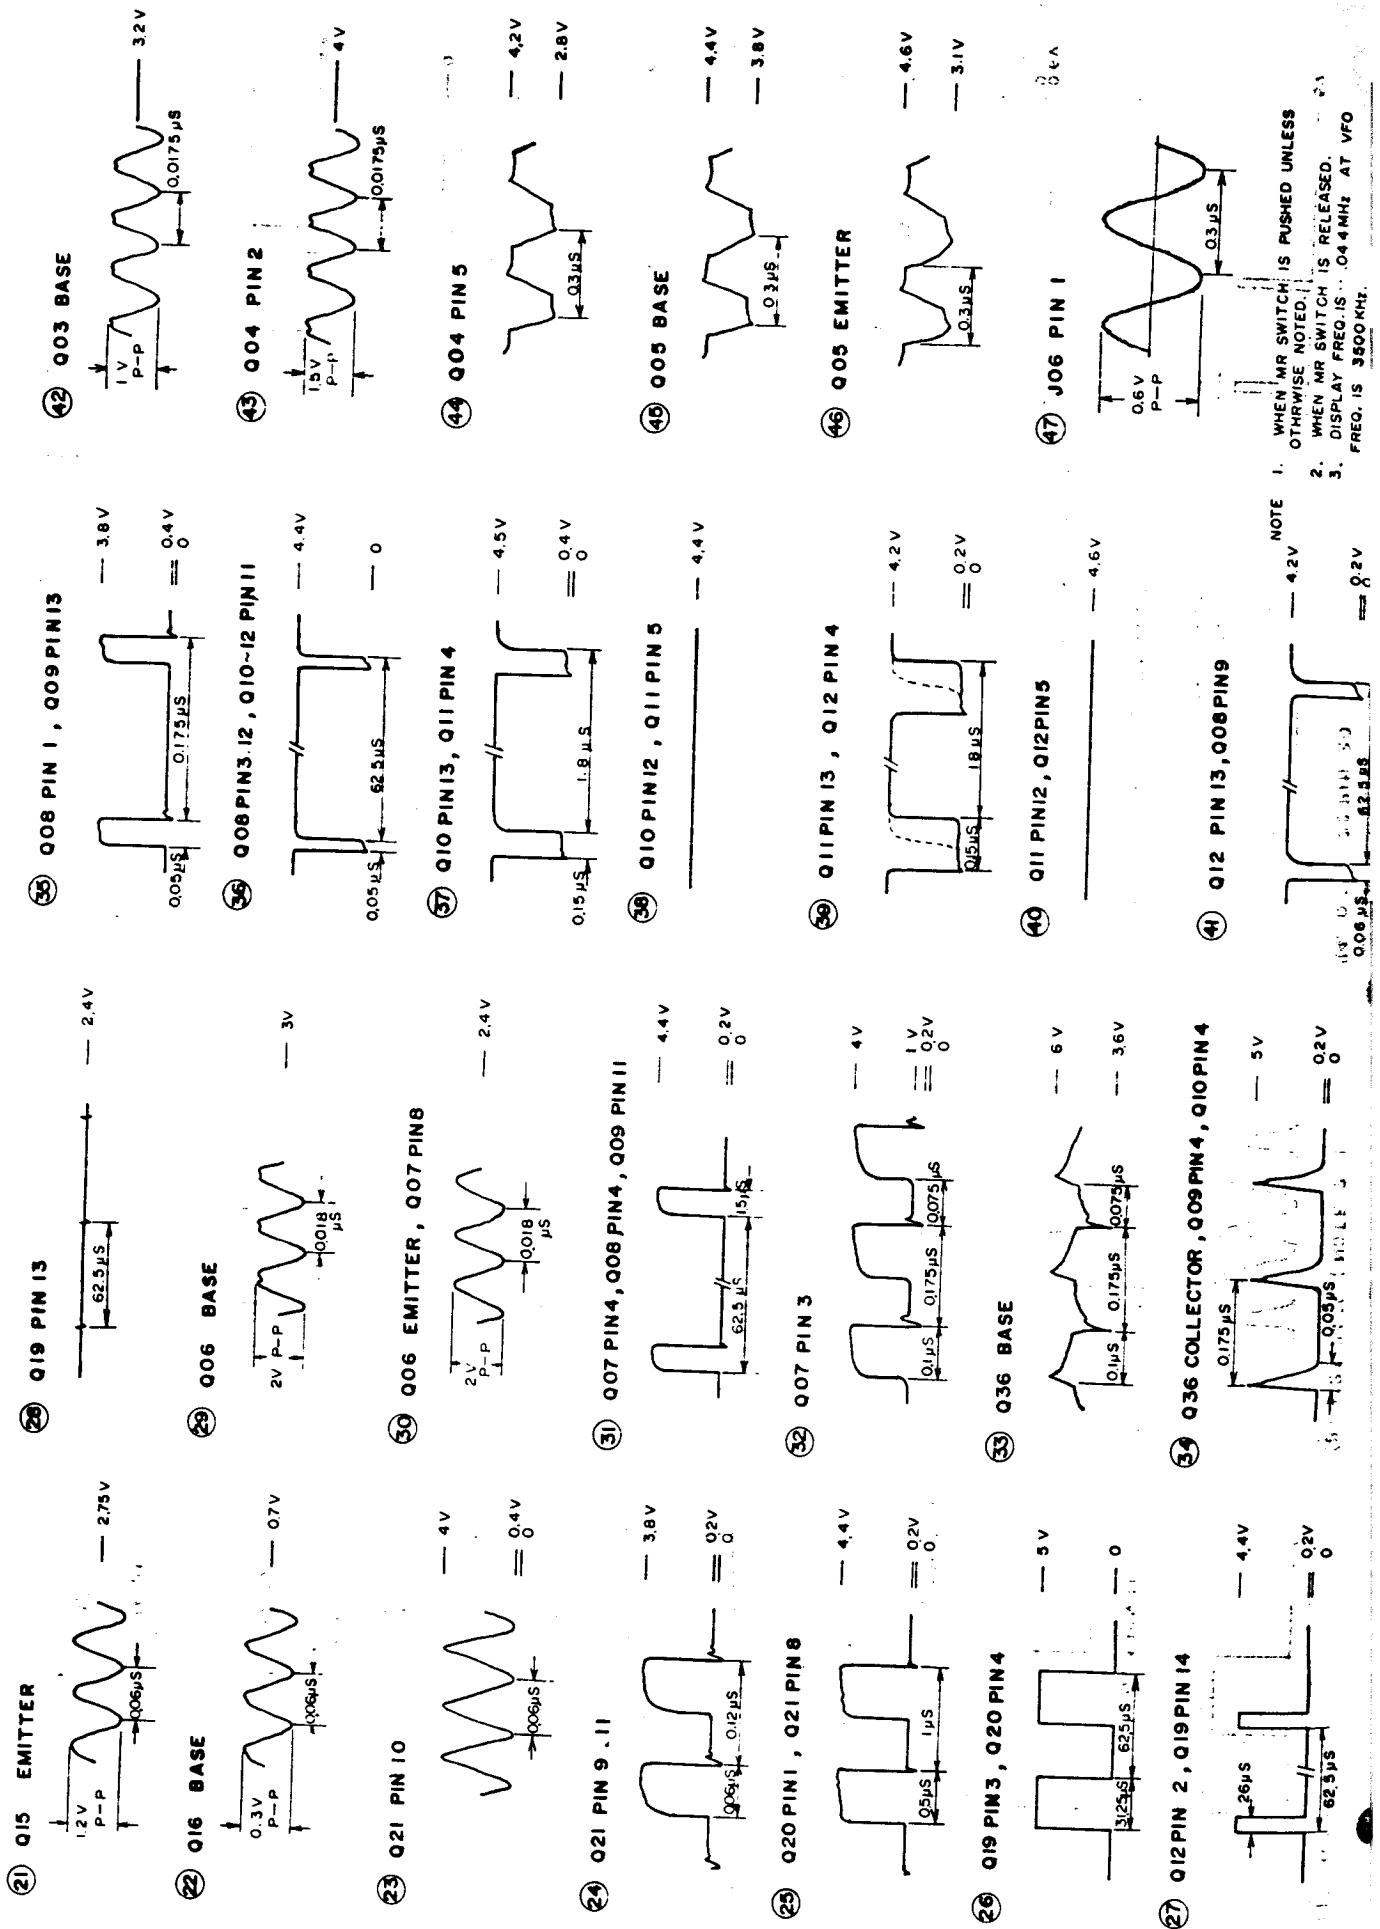 21 Q15 EMITTER
1.2V
P-P
0.06µS
2.75V
22 Q16 BASE
0.3V
P-P
0.06µS
0.7V
23 Q21 PIN 10
0.06µS
4V
0.4V
0
24 Q21 PIN 9 . 11
0.06µS
0.12µS
3.8V
0.2V
0
25 Q20 PIN 1, Q21 PIN 8
0.5µS
1µS
4.4V
0.2V
0
26 Q19 PIN 3, Q20 PIN 4
31.25µS
62.5µS
5V
0
27 Q12 PIN 2, Q19 PIN 14
26µS
62.5µS
4.4V
0.2V
0
28 Q19 PIN 13
62.5µS
2.4V
29 Q06 BASE
2V P-P
0.018
µS
3V
30 Q06 EMITTER, Q07 PIN 8
2V
P-P
0.018
µS
2.4V
31 Q07 PIN 4, Q08 PIN 4, Q09 PIN 11
62.5µS
15µS
4.4V
0.2V
0
32 Q07 PIN 3
0.1µS
0.175µS
0.075µS
4V
1V
0.2V
0
33 Q36 BASE
0.1µS
0.175µS
0.075µS
6V
3.6V
34 Q36 COLLECTOR, Q09 PIN 4, Q10 PIN 4
0.175µS
0.05µS
5V
0.2V
0
35 Q08 PIN 1, Q09 PIN 13
0.05µS
0.175µS
3.8V
0.4V
0
36 Q08 PIN 3.12, Q10~12 PIN 11
0.05µS
62.5µS
4.4V
0
37 Q10 PIN 13, Q11 PIN 4
0.15µS
1.8µS
4.5V
0.4V
0
38 Q10 PIN 12, Q11 PIN 5
4.4V
39 Q11 PIN 13, Q12 PIN 4
0.15µS
18µS
4.2V
0.2V
0
40 Q11 PIN 12, Q12 PIN 5
4.6V
41 Q12 PIN 13, Q08 PIN 9
0.06µS
62.5µS
4.2V
0.2V
42 Q03 BASE
1V
P-P
0.0175µS
3.2V
43 Q04 PIN 2
1.5V
P-P
0.0175µS
4V
44 Q04 PIN 5
0.3µS
4.2V
2.8V
45 Q05 BASE
0.3µS
4.4V
3.8V
46 Q05 EMITTER
0.3µS
4.6V
3.1V
47 J06 PIN 1
0.6V
P-P
0.3µS
NOTE 1. WHEN MR SWITCH IS PUSHED UNLESS
OTHRWISE NOTED.
2. WHEN MR SWITCH IS RELEASED.
3. DISPLAY FREQ. IS .044MHz AT VFO
FREQ. IS 3500KHz.